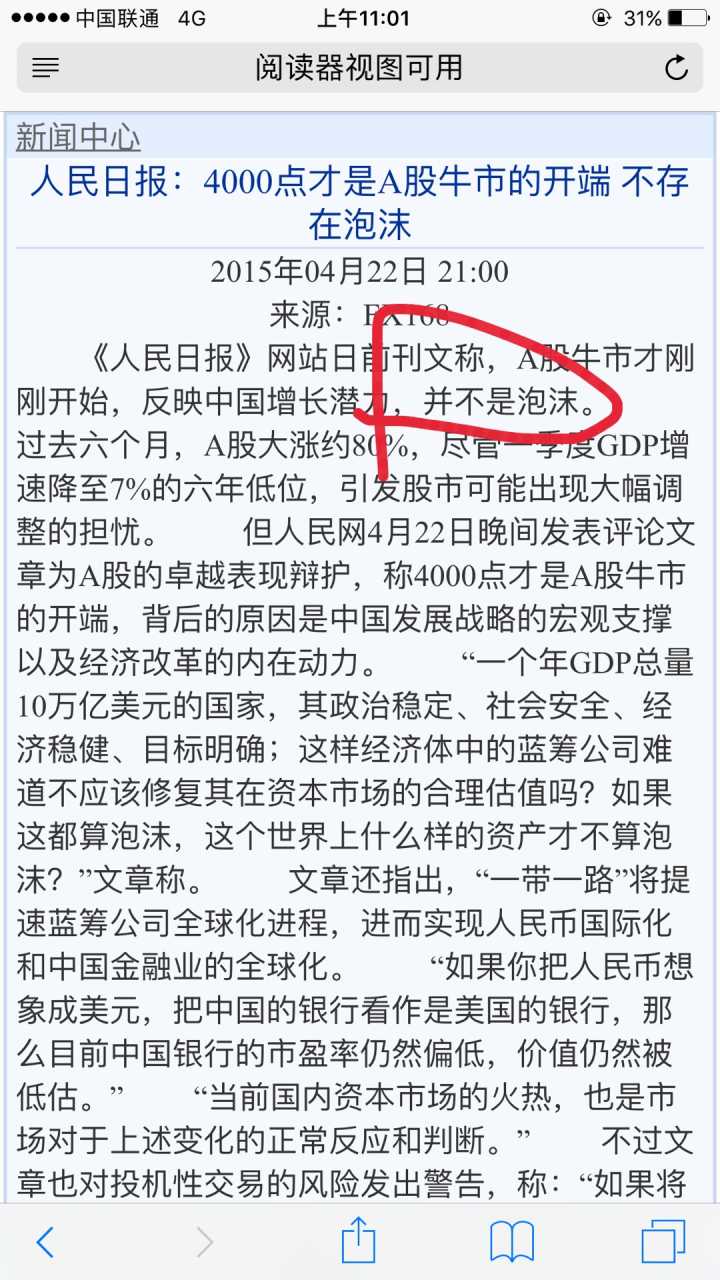 中国联通 4G 上午11:01 31%
阅读器视图可用
新闻中心
人民日报：4000点才是A股牛市的开端 不存
在泡沫
2015年04月22日 21:00
来源：FX168
《人民日报》网站日前刊文称，A股牛市才刚
刚开始，反映中国增长潜力，并不是泡沫。
过去六个月，A股大涨约80%，尽管一季度GDP增
速降至7%的六年低位，引发股市可能出现大幅调
整的担忧。 但人民网4月22日晚间发表评论文
章为A股的卓越表现辩护，称4000点才是A股牛市
的开端，背后的原因是中国发展战略的宏观支撑
以及经济改革的内在动力。 “一个年GDP总量
10万亿美元的国家，其政治稳定、社会安全、经
济稳健、目标明确；这样经济体中的蓝筹公司难
道不应该修复其在资本市场的合理估值吗？如果
这都算泡沫，这个世界上什么样的资产才不算泡
沫？”文章称。 文章还指出，“一带一路”将提
速蓝筹公司全球化进程，进而实现人民币国际化
和中国金融业的全球化。 “如果你把人民币想
象成美元，把中国的银行看作是美国的银行，那
么目前中国银行的市盈率仍然偏低，价值仍然被
低估。” “当前国内资本市场的火热，也是市
场对于上述变化的正常反应和判断。” 不过文
章也对投机性交易的风险发出警告，称：“如果将